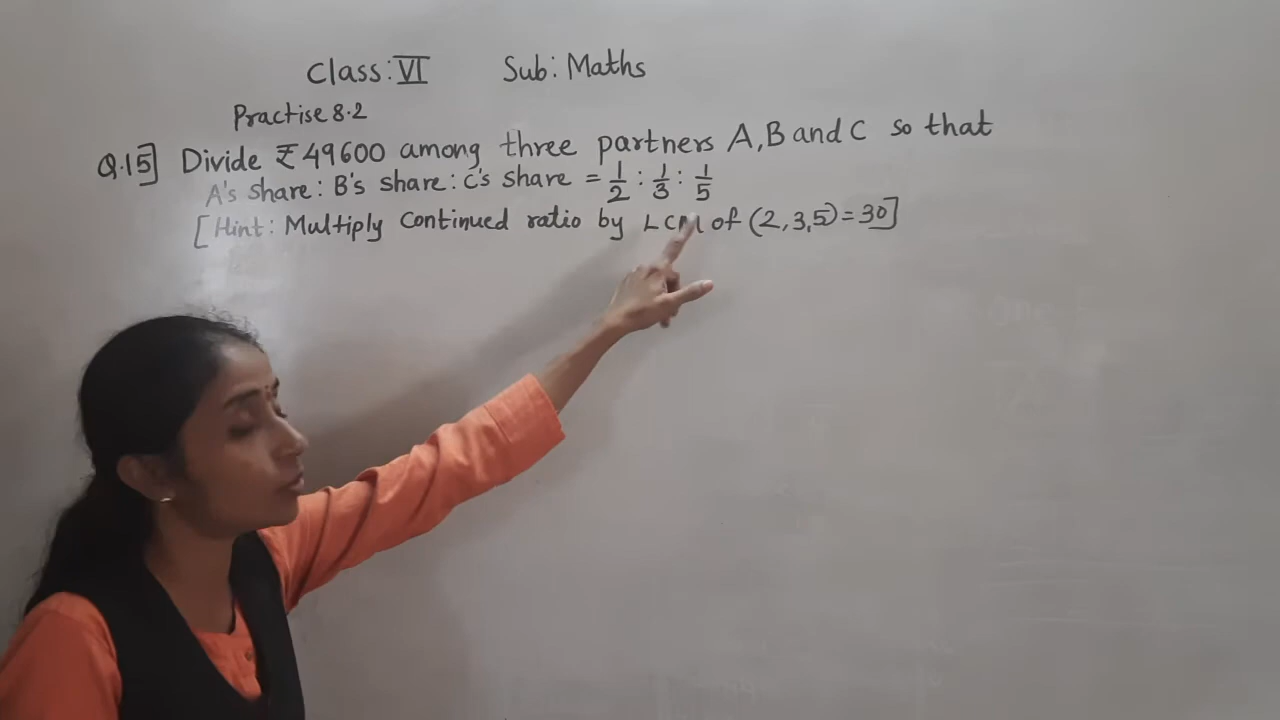 Class: VI Sub: Maths
Practise 8.2
Q.15] Divide ₹49600 among three partners A, B and C so that
A's share : B's share : C's share = 1/2 : 1/3 : 1/5
[Hint: Multiply Continued ratio by LCM of (2,3,5) = 30]